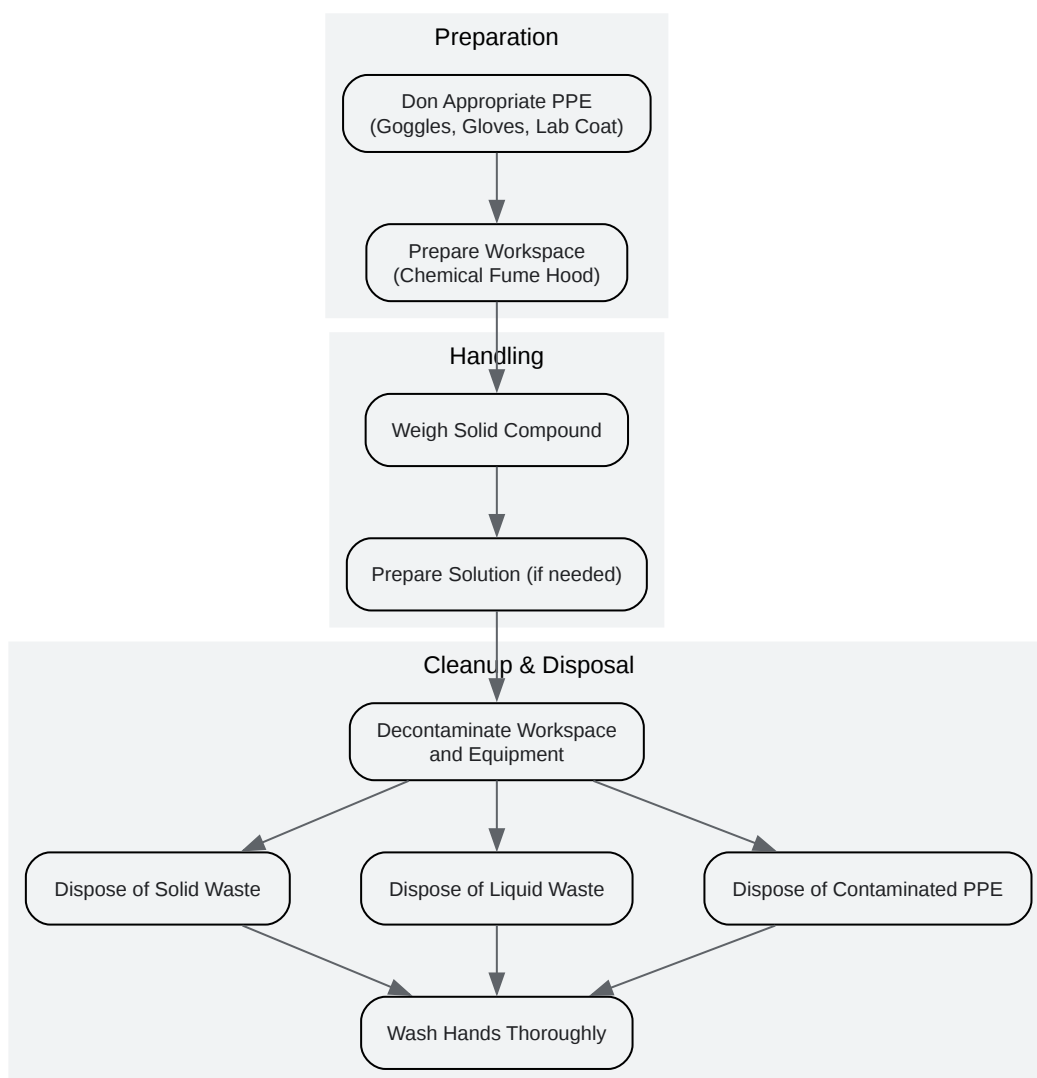 Preparation
Don Appropriate PPE
(Goggles, Gloves, Lab Coat)
Prepare Workspace
(Chemical Fume Hood)
Handling
Weigh Solid Compound
Prepare Solution (if needed)
Cleanup & Disposal
Decontaminate Workspace
and Equipment
Dispose of Solid Waste
Dispose of Liquid Waste
Dispose of Contaminated PPE
Wash Hands Thoroughly